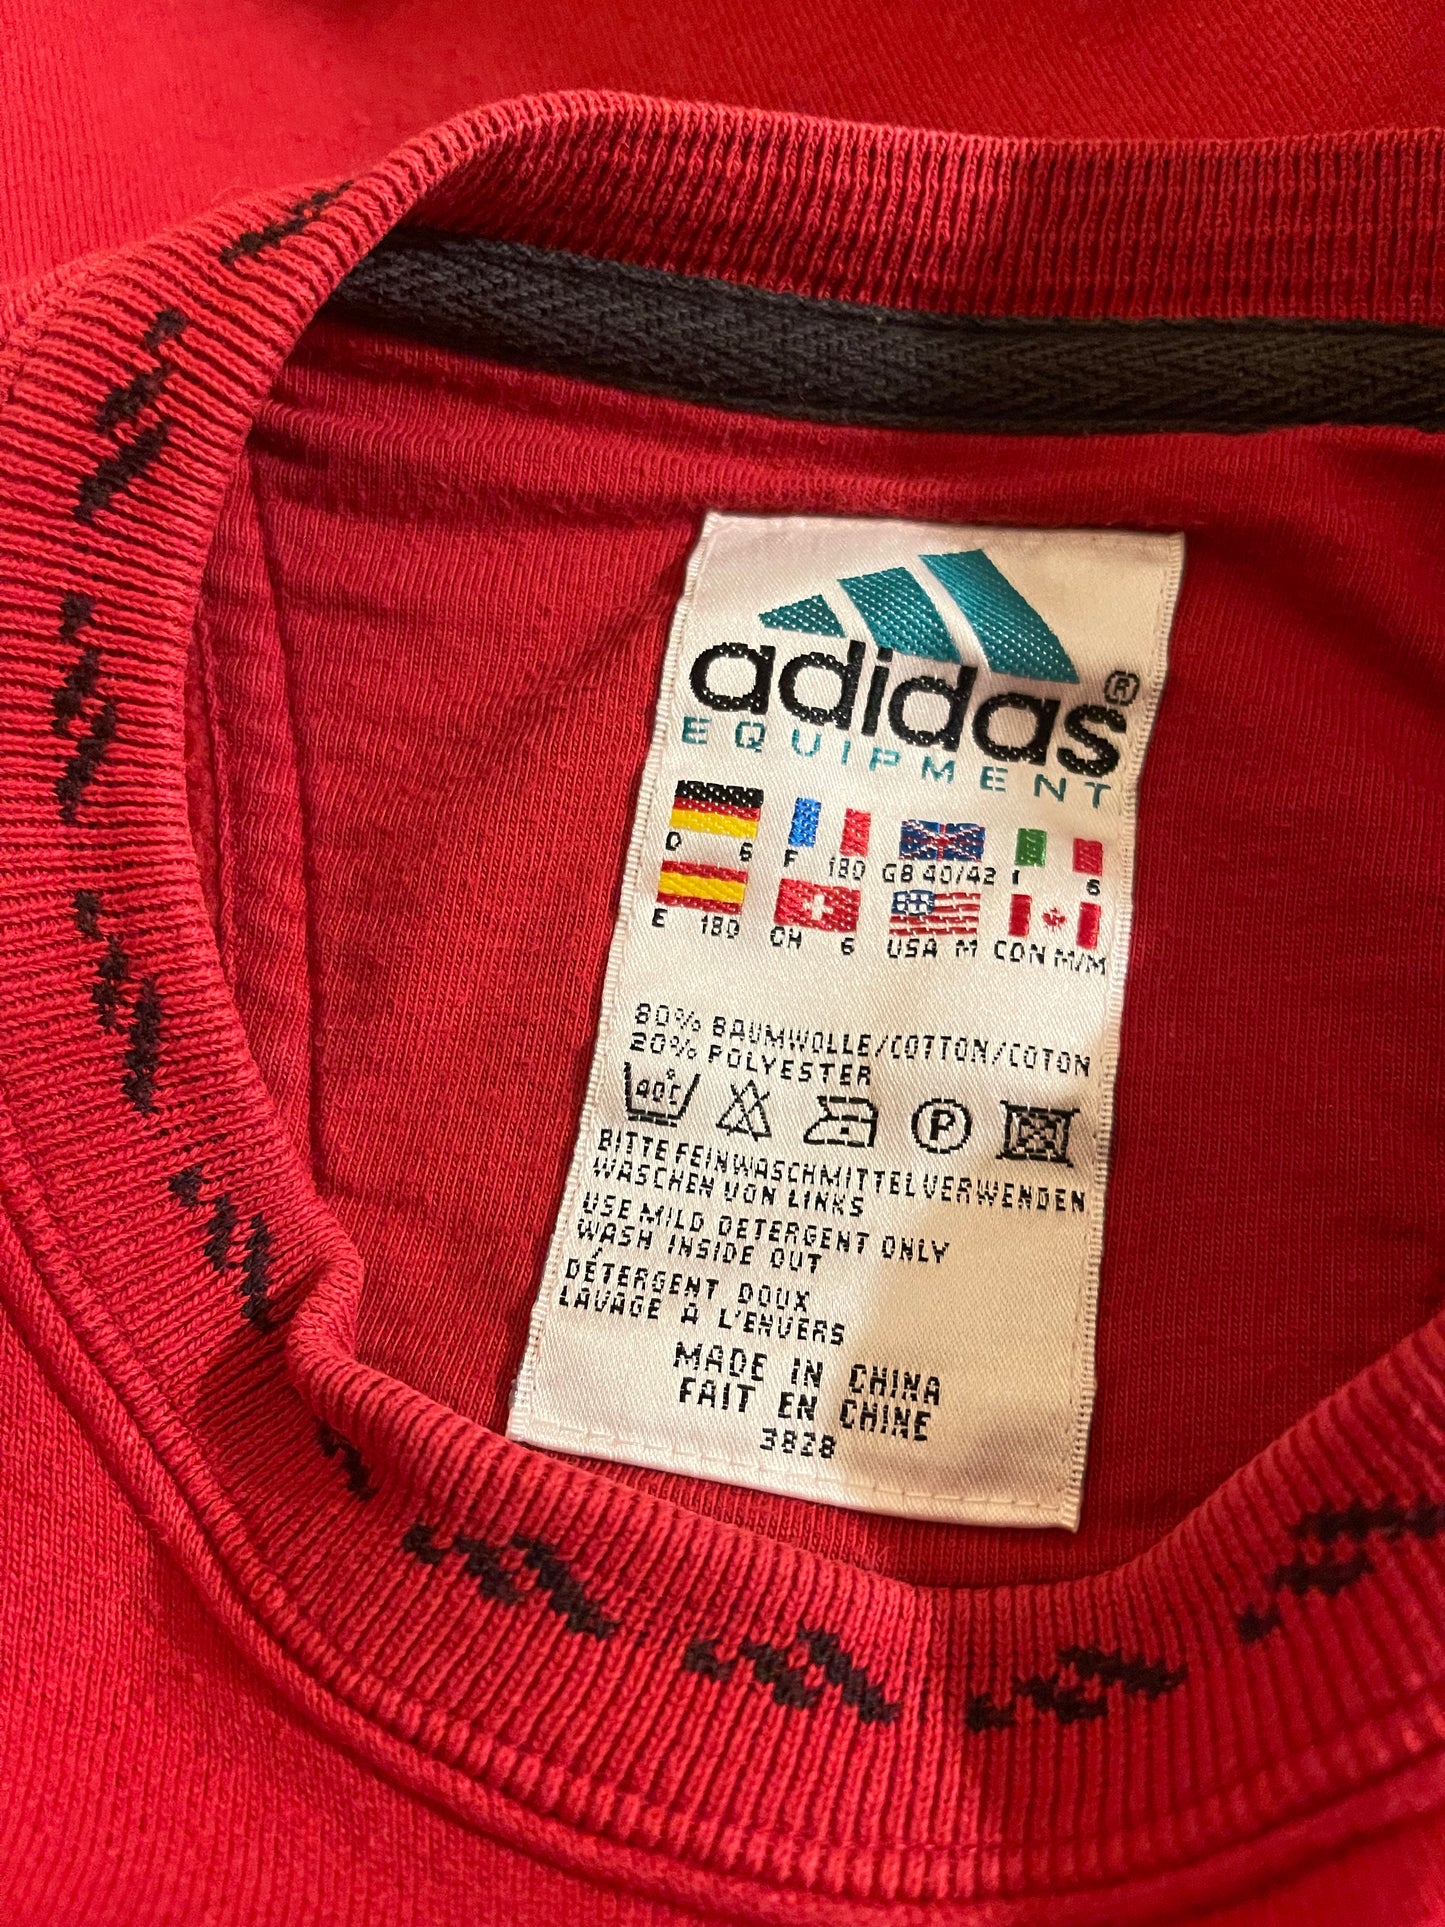 adidas®
EQUIPMENT
D 6 F 180 GB 40/42 I 6
E 180 CH 6 USA M CDN M/M
80% BAUMWOLLE/COTTON/COTON
20% POLYESTER
40°C P
BITTE FEINWASCHMITTEL VERWENDEN
WASCHEN VON LINKS
USE MILD DETERGENT ONLY
WASH INSIDE OUT
DÉTERGENT DOUX
LAVAGE A L'ENVERS
MADE IN CHINA
FAIT EN CHINE
3828